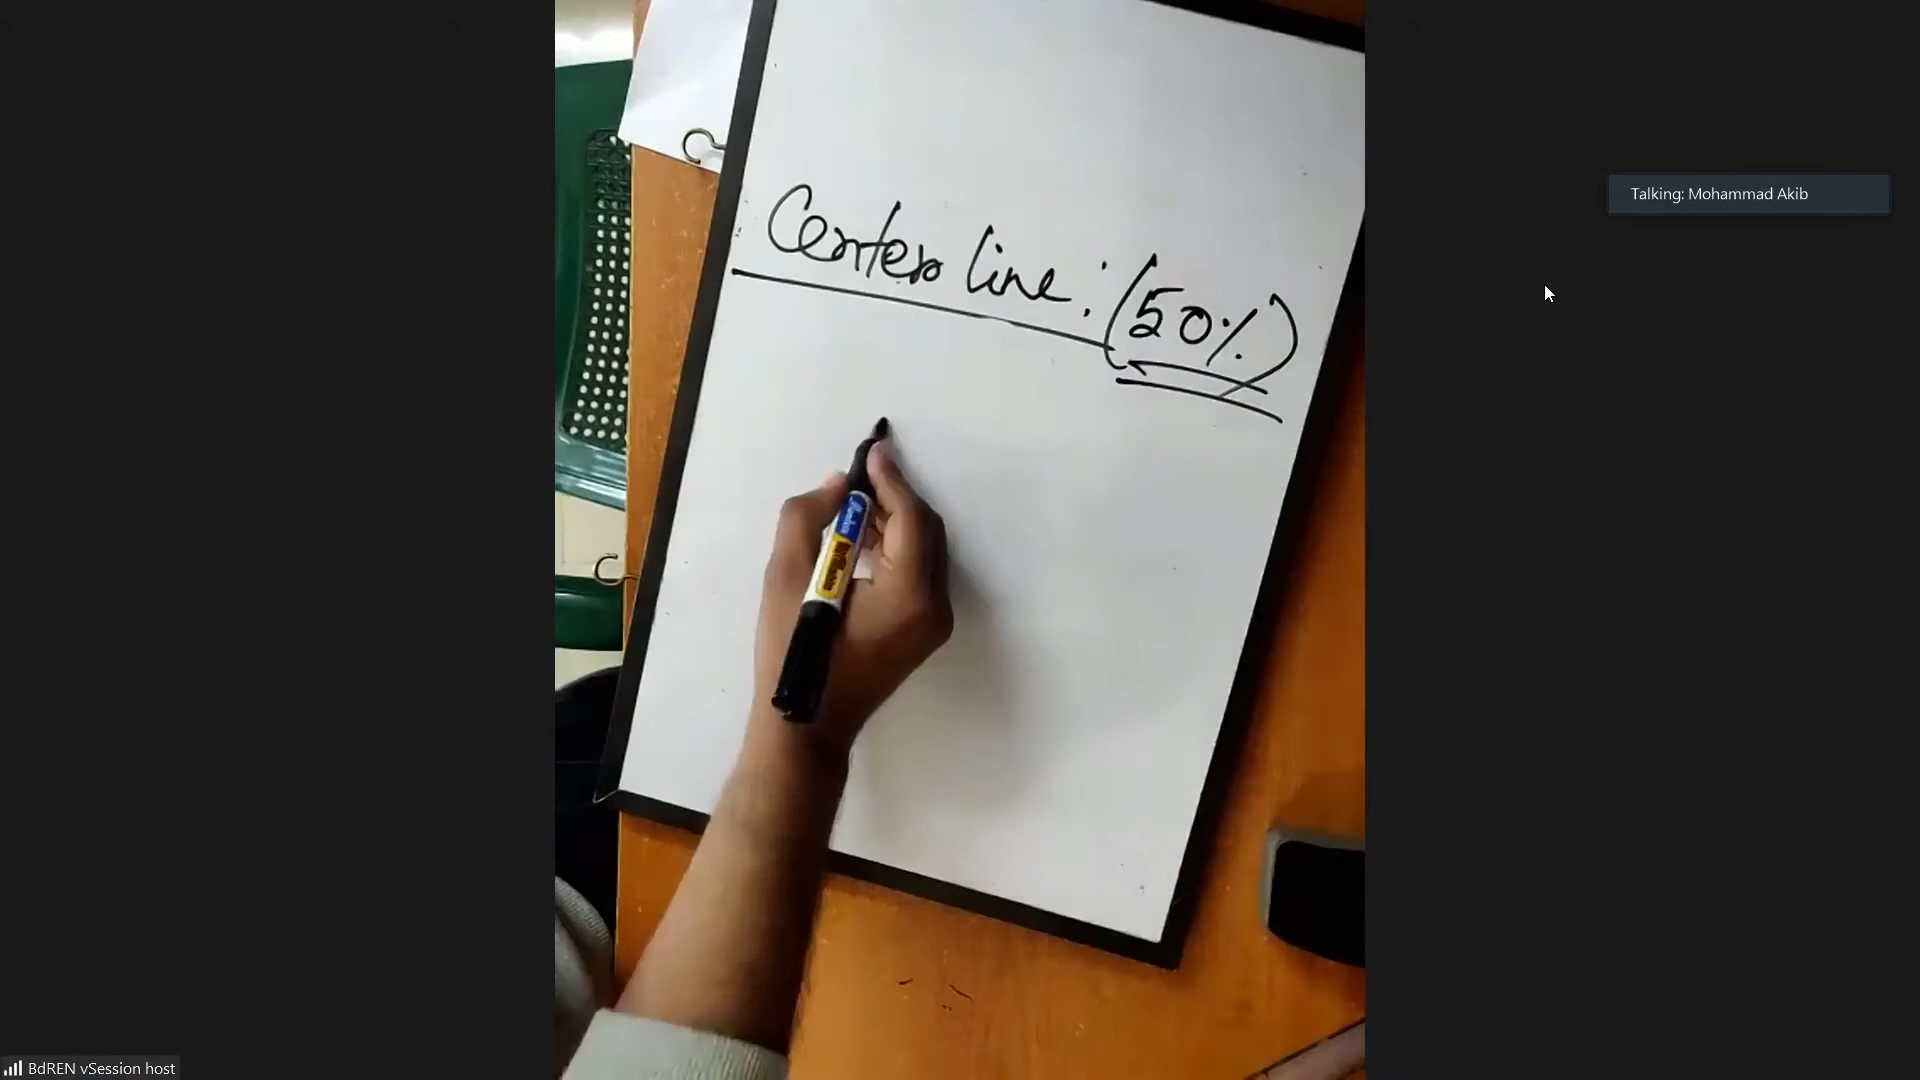 Center line : (50%)
Talking: Mohammad Akib
BdREN vSession host